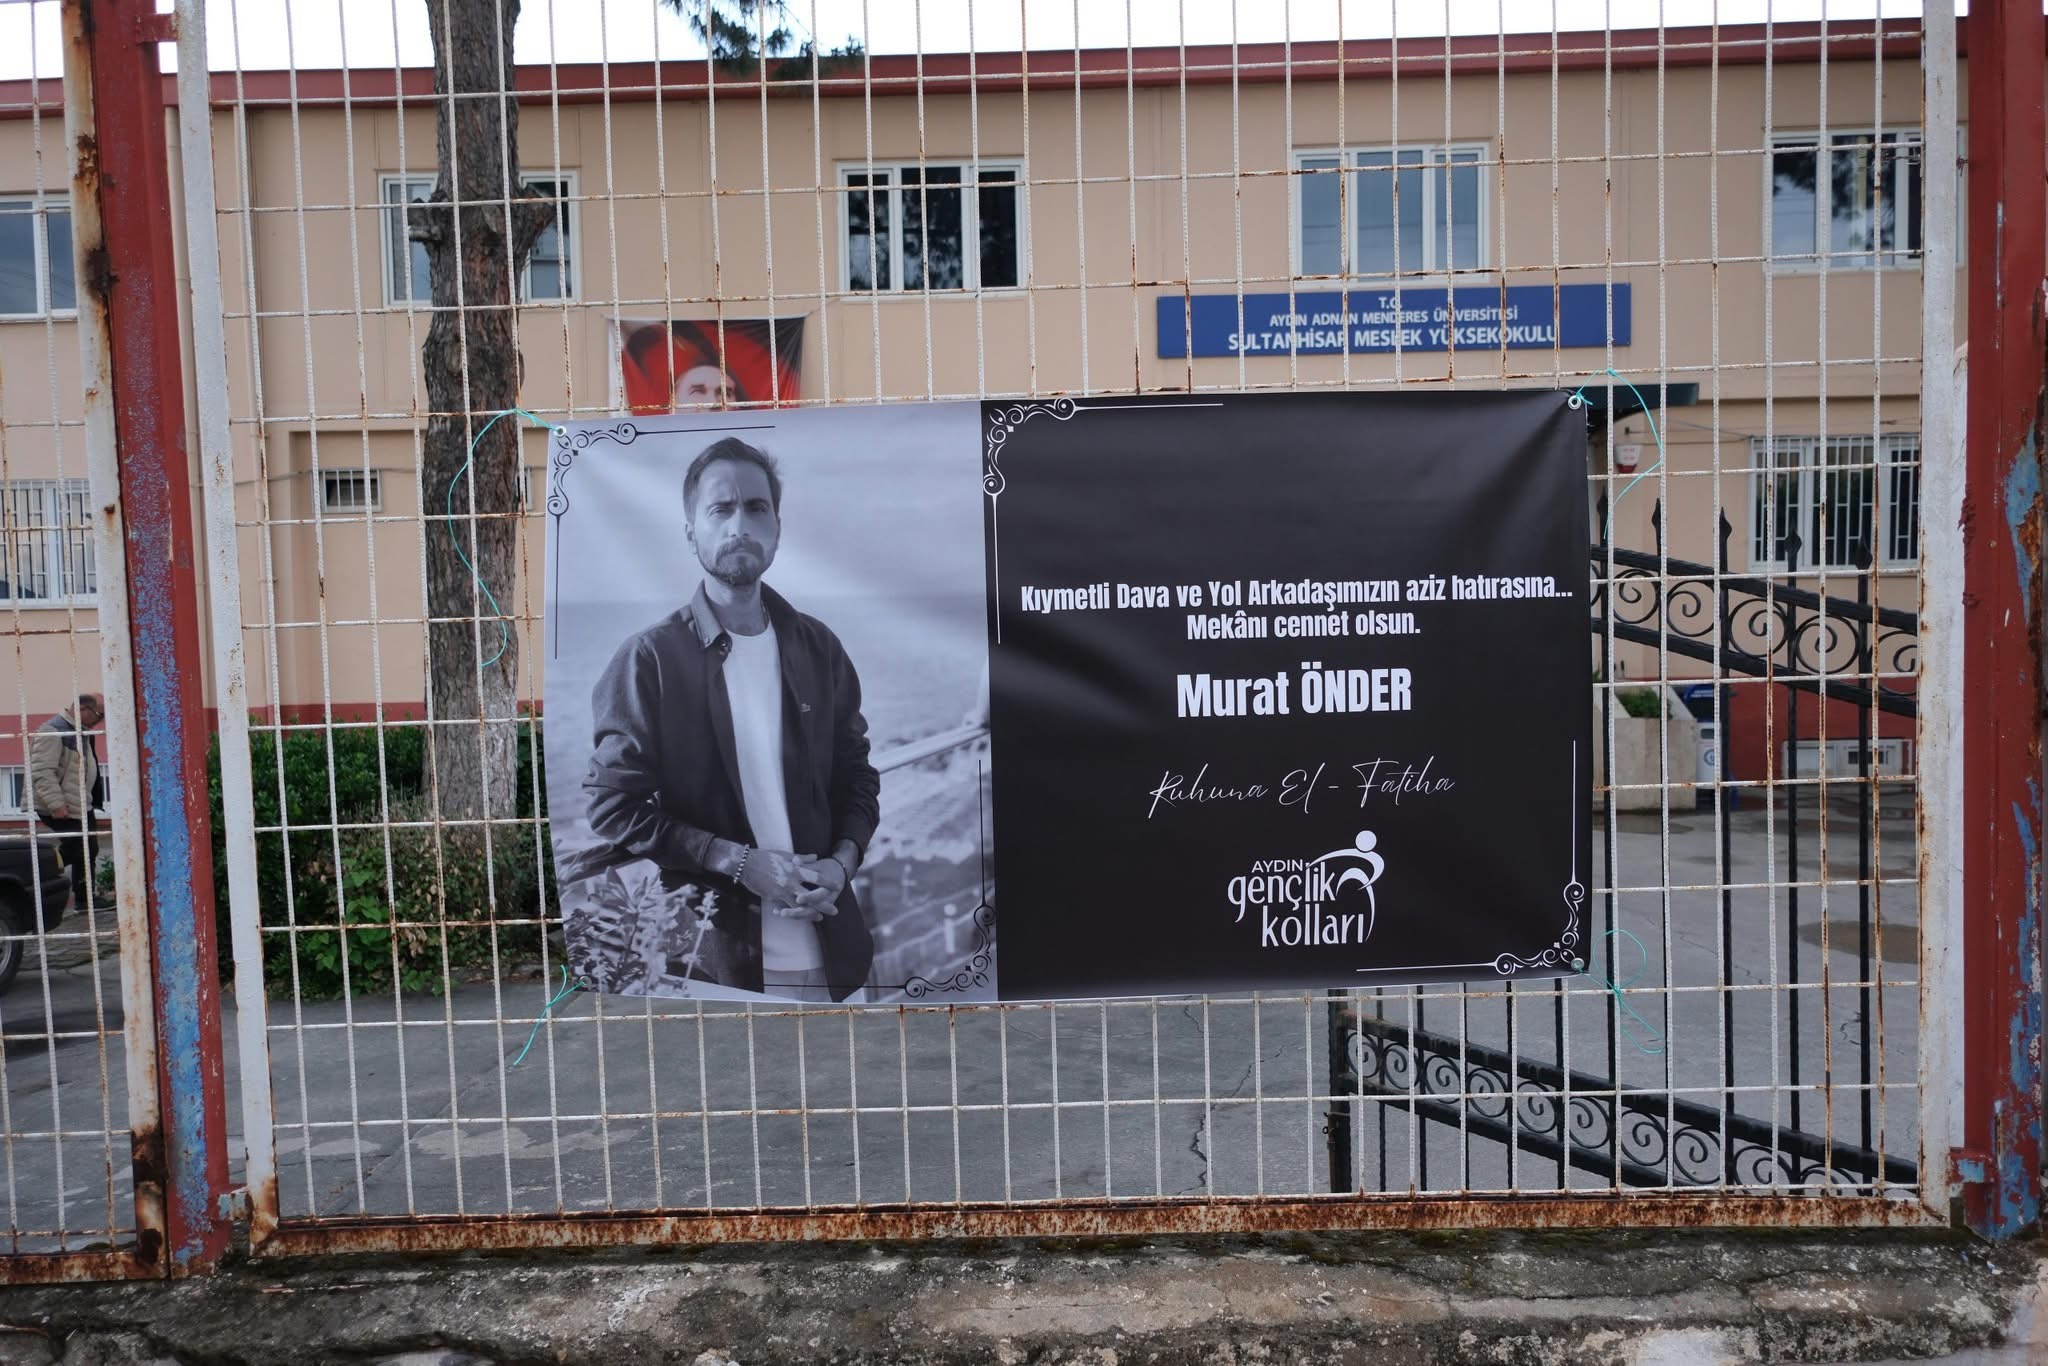 T.C.
AYDIN ADNAN MENDERES ÜNİVERSİTESİ
SULTANHİSAR MESLEK YÜKSEKOKULU
Kıymetli Dava ve Yol Arkadaşımızın aziz hatırasına...
Mekânı cennet olsun.
Murat ÖNDER
Ruhuna El - Fatiha
AYDIN
gençlik
kolları